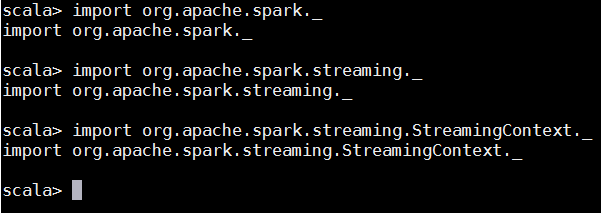 scala> import org.apache.spark._
import org.apache.spark._
scala> import org.apache.spark.streaming._
import org.apache.spark.streaming._
scala> import org.apache.spark.streaming.StreamingContext._
import org.apache.spark.streaming.StreamingContext._
scala>